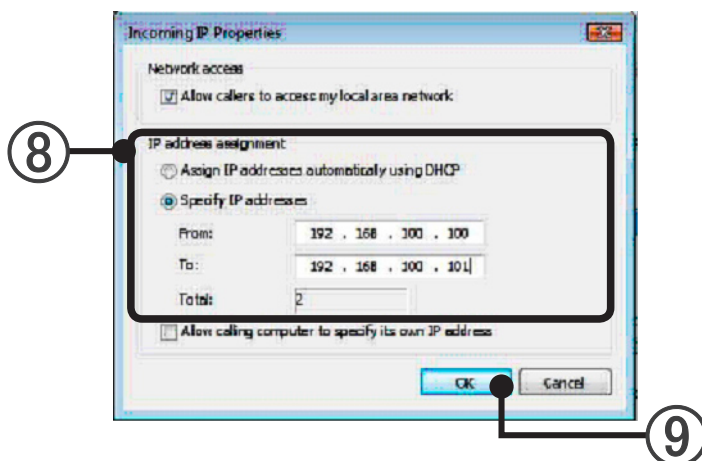 Incoming IP Properties
Network access
Allow callers to access my local area network
⑧
IP address assignment
Assign IP addresses automatically using DHCP
Specify IP addresses
From: 192 . 168 . 100 . 100
To: 192 . 168 . 100 . 101
Total: 2
Allow calling computer to specify its own IP address
OK Cancel
⑨